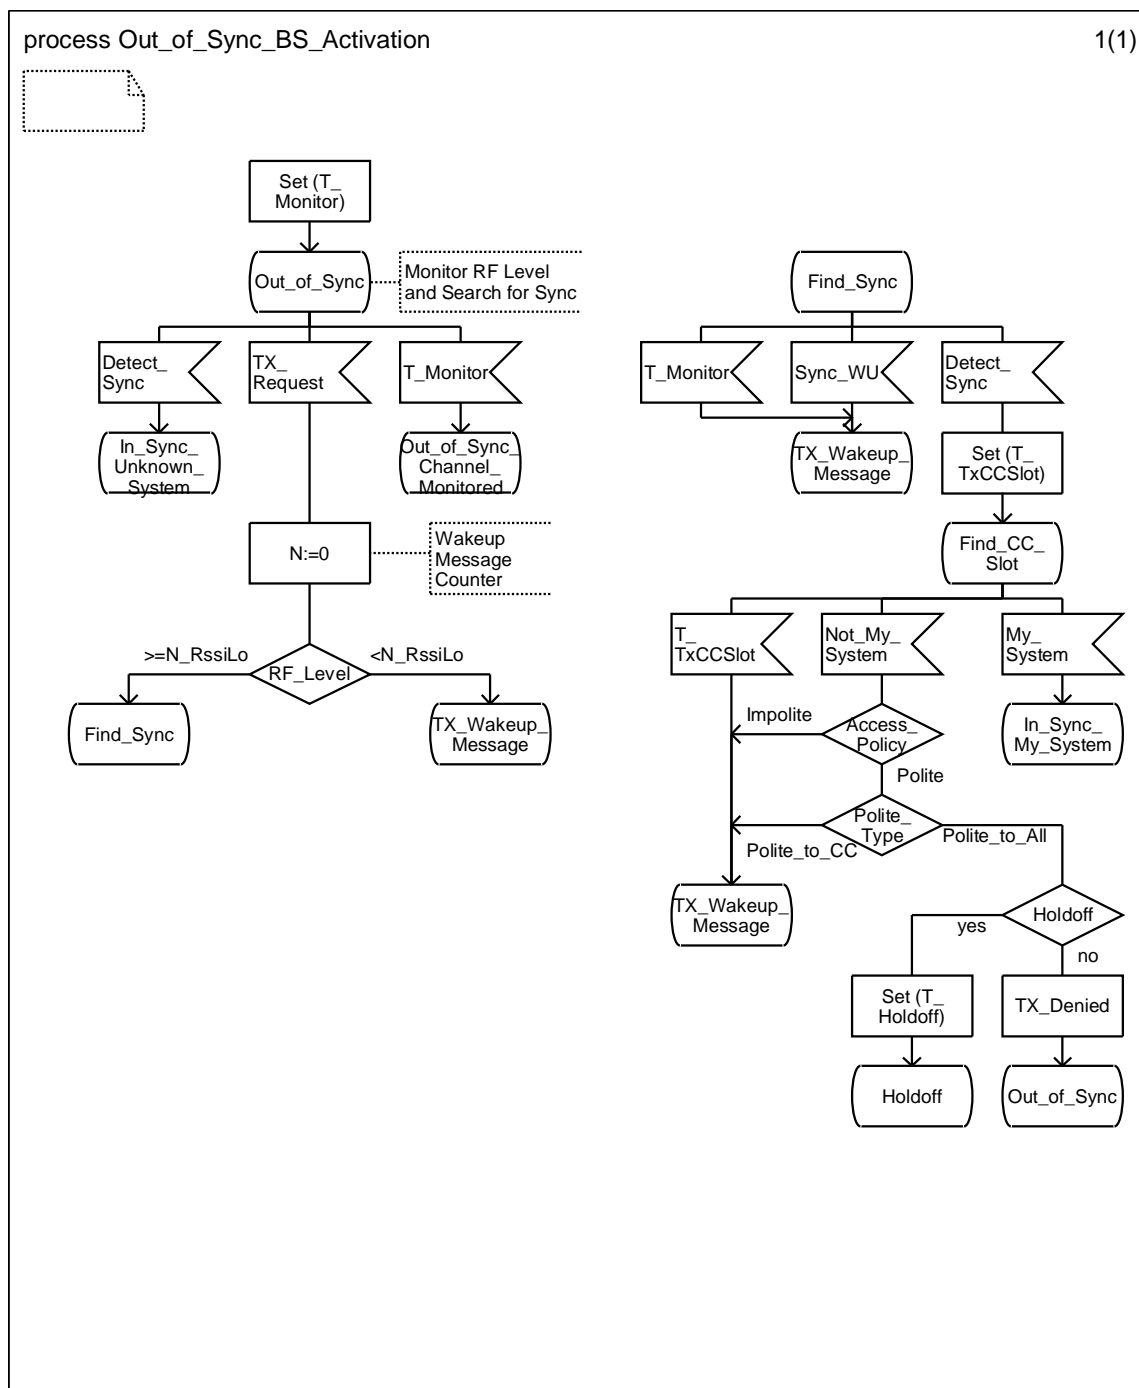 process Out_of_Sync_BS_Activation
1(1)
Set (T_
Monitor)
Out_of_Sync
Monitor RF Level
and Search for Sync
Detect_
Sync
TX_
Request
T_Monitor
In_Sync_
Unknown_
System
Out_of_Sync_
Channel_
Monitored
N:=0
Wakeup
Message
Counter
>=N_RssiLo
RF_Level
<N_RssiLo
Find_Sync
TX_Wakeup_
Message
Find_Sync
T_Monitor
Sync_WU
Detect_
Sync
TX_Wakeup_
Message
Set (T_
TxCCSlot)
Find_CC_
Slot
T_
TxCCSlot
Not_My_
System
My_
System
Impolite
Access_
Policy
In_Sync_
My_System
Polite
Polite_
Type
Polite_to_CC
Polite_to_All
TX_Wakeup_
Message
Holdoff
yes
no
Set (T_
Holdoff)
TX_Denied
Holdoff
Out_of_Sync